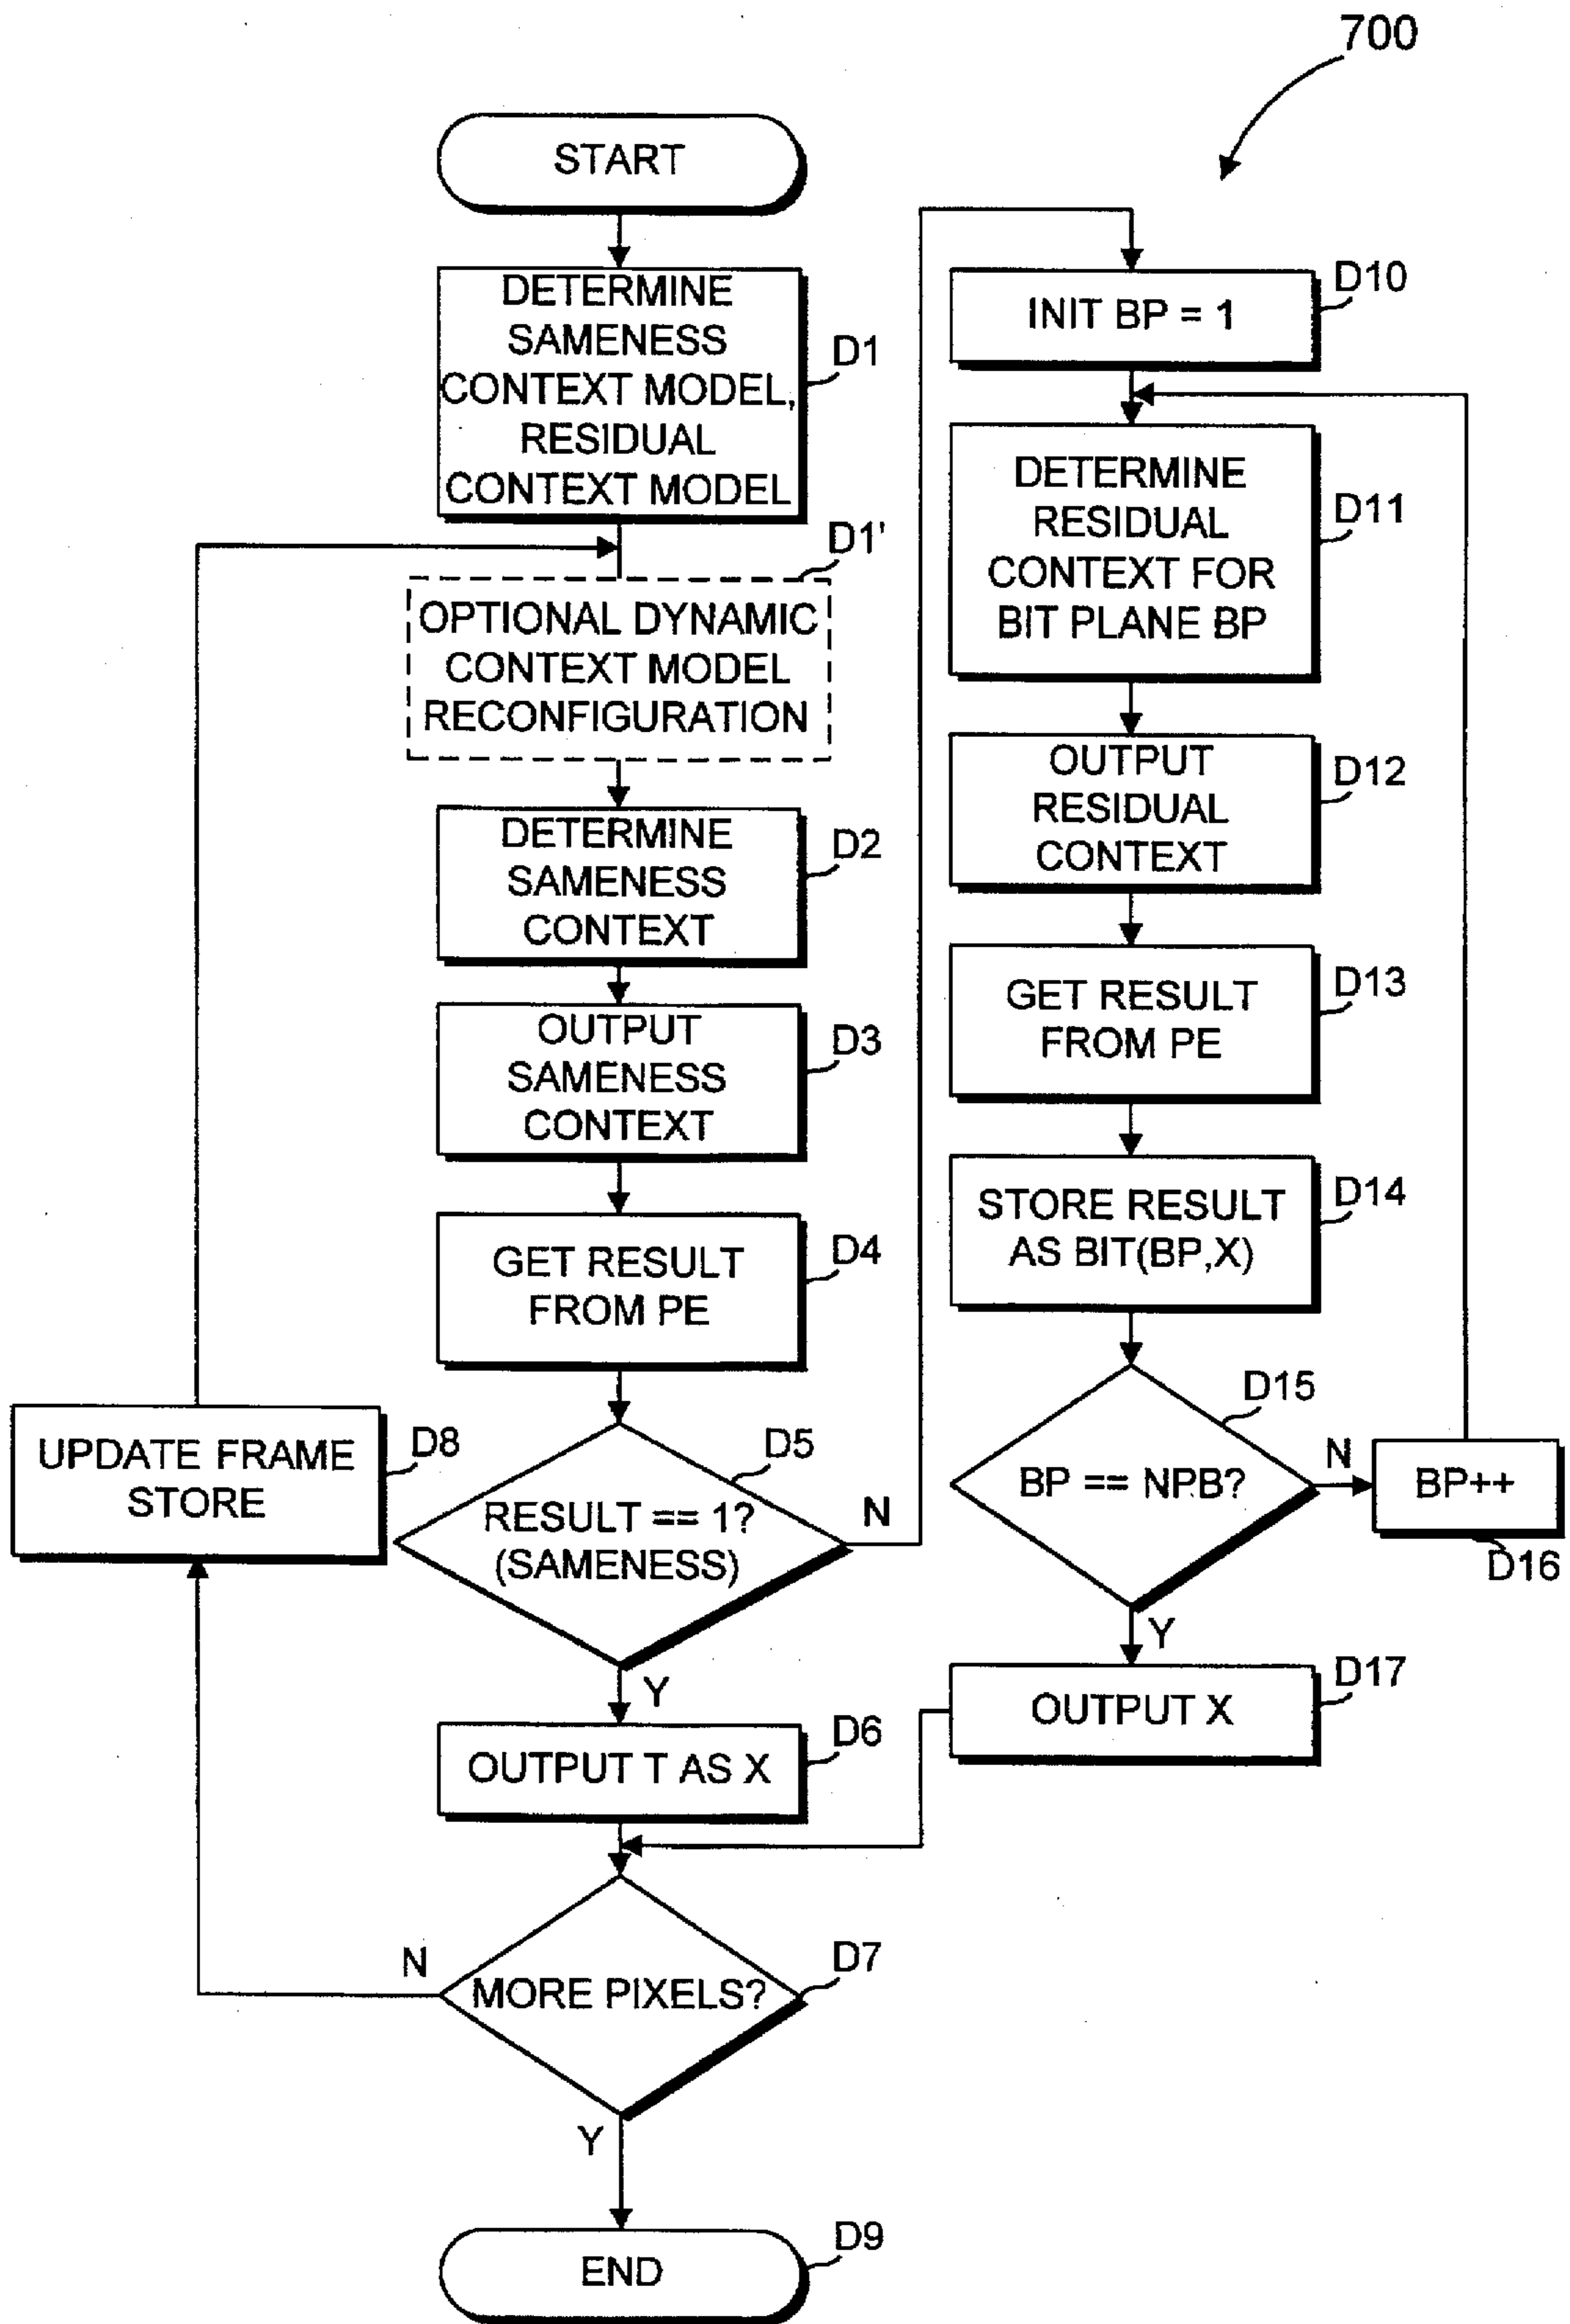 700
START
DETERMINE
SAMENESS
CONTEXT MODEL,
RESIDUAL
CONTEXT MODEL
D1
D1'
OPTIONAL DYNAMIC
CONTEXT MODEL
RECONFIGURATION
DETERMINE
SAMENESS
CONTEXT
D2
OUTPUT
SAMENESS
CONTEXT
D3
GET RESULT
FROM PE
D4
RESULT == 1?
(SAMENESS)
D5
N
Y
OUTPUT T AS X
D6
MORE PIXELS?
D7
N
Y
UPDATE FRAME
STORE
D8
END
D9
INIT BP = 1
D10
DETERMINE
RESIDUAL
CONTEXT FOR
BIT PLANE BP
D11
OUTPUT
RESIDUAL
CONTEXT
D12
GET RESULT
FROM PE
D13
STORE RESULT
AS BIT(BP,X)
D14
BP == NPB?
D15
N
BP++
D16
Y
OUTPUT X
D17